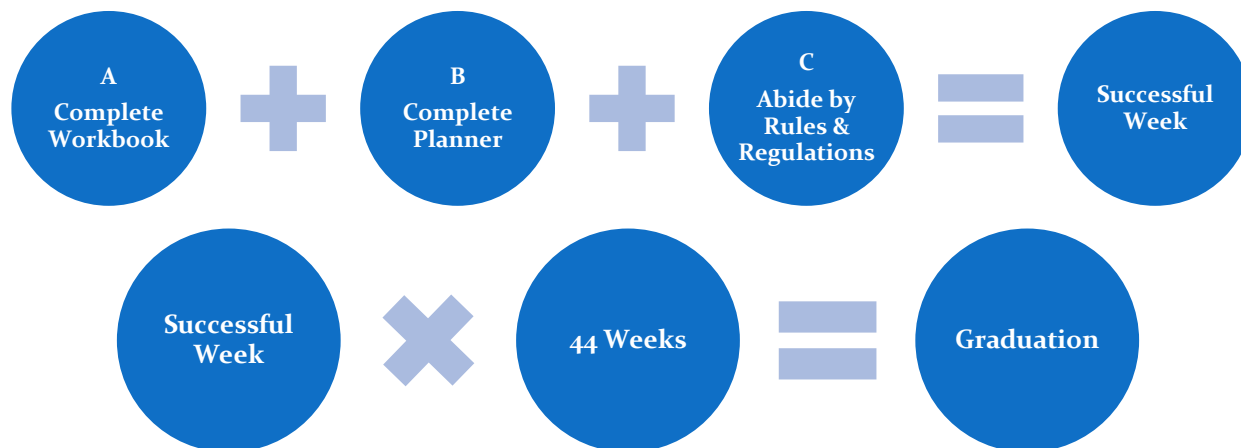 A
Complete
Workbook
B
Complete
Planner
C
Abide by
Rules &
Regulations
Successful
Week
Successful
Week
44 Weeks
Graduation